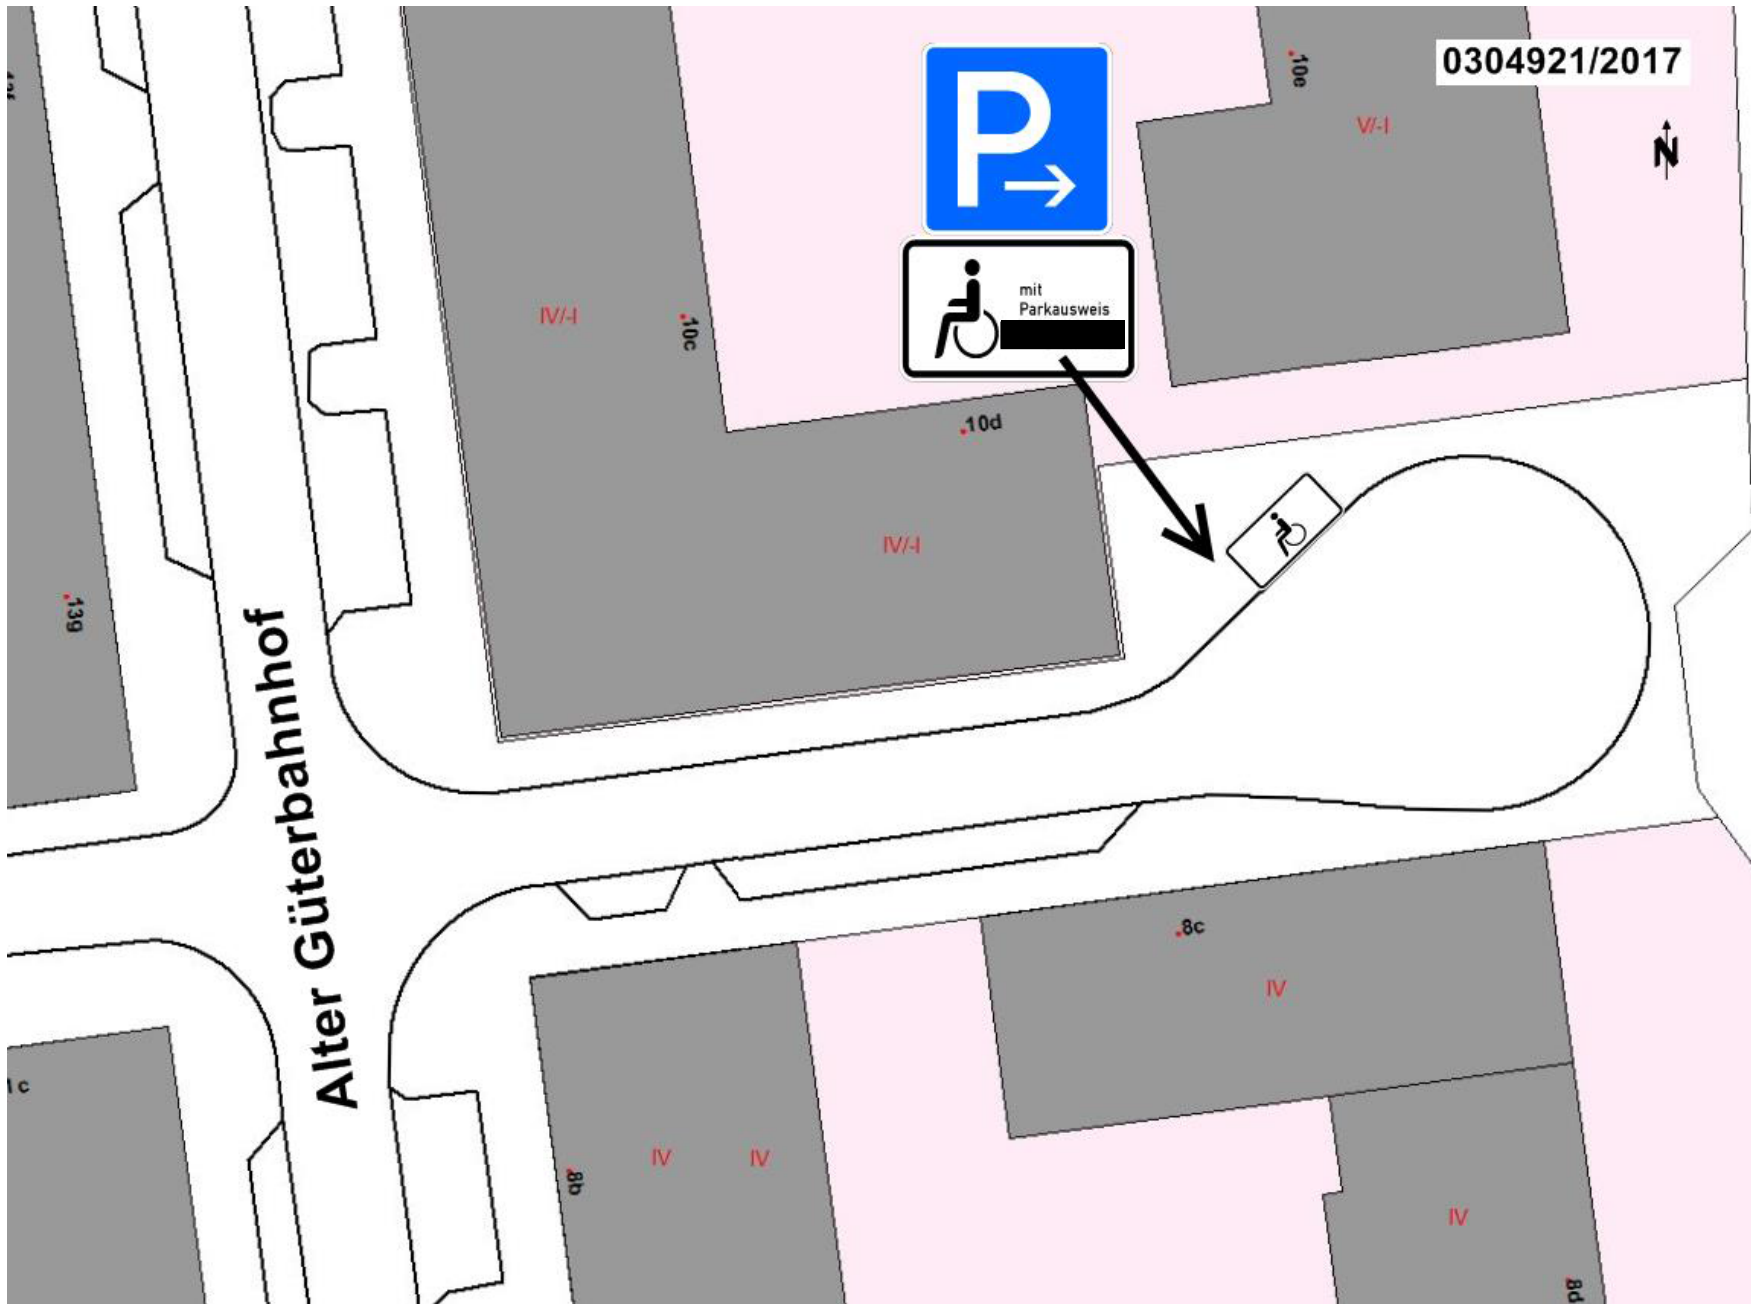 0304921/2017
10e
V/-I
N
P
mit
Parkausweis
IV/-I
10c
10d
IV/-I
13g
Alter Güterbahnhof
8c
IV
1 c
IV
IV
8b
IV
8d